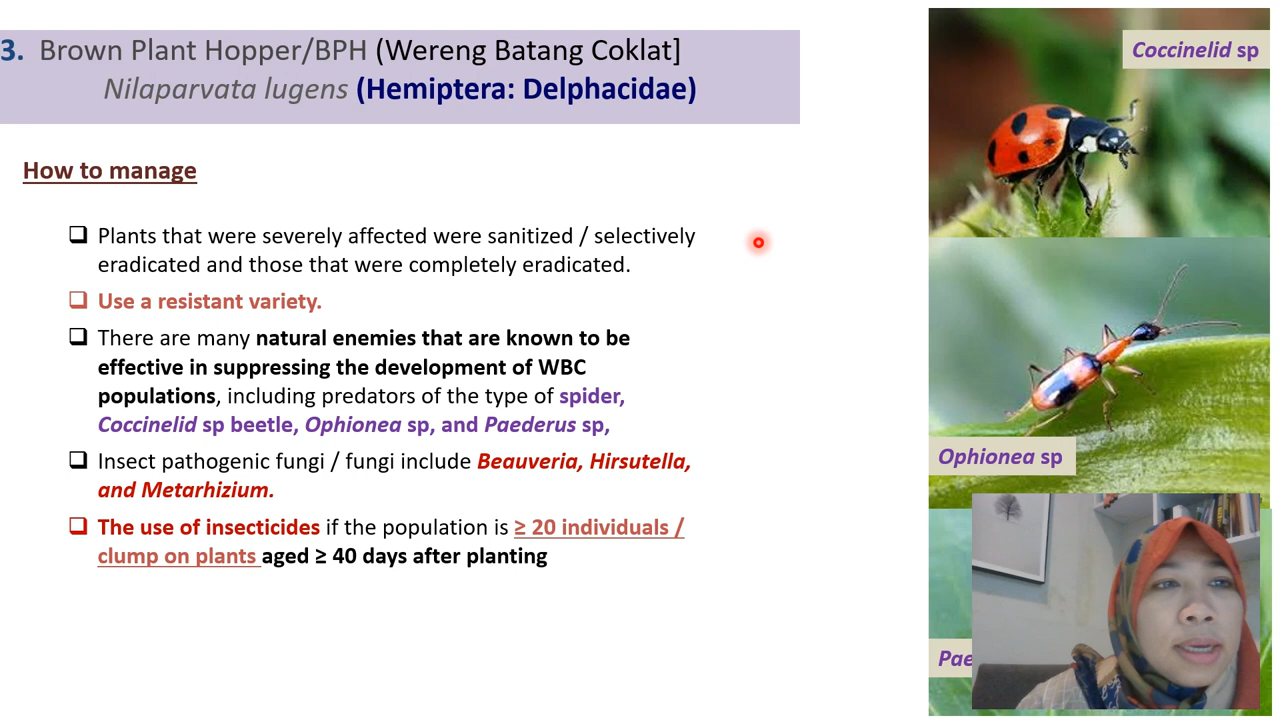 3. Brown Plant Hopper/BPH (Wereng Batang Coklat]
Nilaparvata lugens (Hemiptera: Delphacidae)
How to manage
❑ Plants that were severely affected were sanitized / selectively
eradicated and those that were completely eradicated.
❑ Use a resistant variety.
❑ There are many natural enemies that are known to be
effective in suppressing the development of WBC
populations, including predators of the type of spider,
Coccinelid sp beetle, Ophionea sp, and Paederus sp,
❑ Insect pathogenic fungi / fungi include Beauveria, Hirsutella,
and Metarhizium.
❑ The use of insecticides if the population is ≥ 20 individuals /
clump on plants aged ≥ 40 days after planting
Coccinelid sp
Ophionea sp
Pae